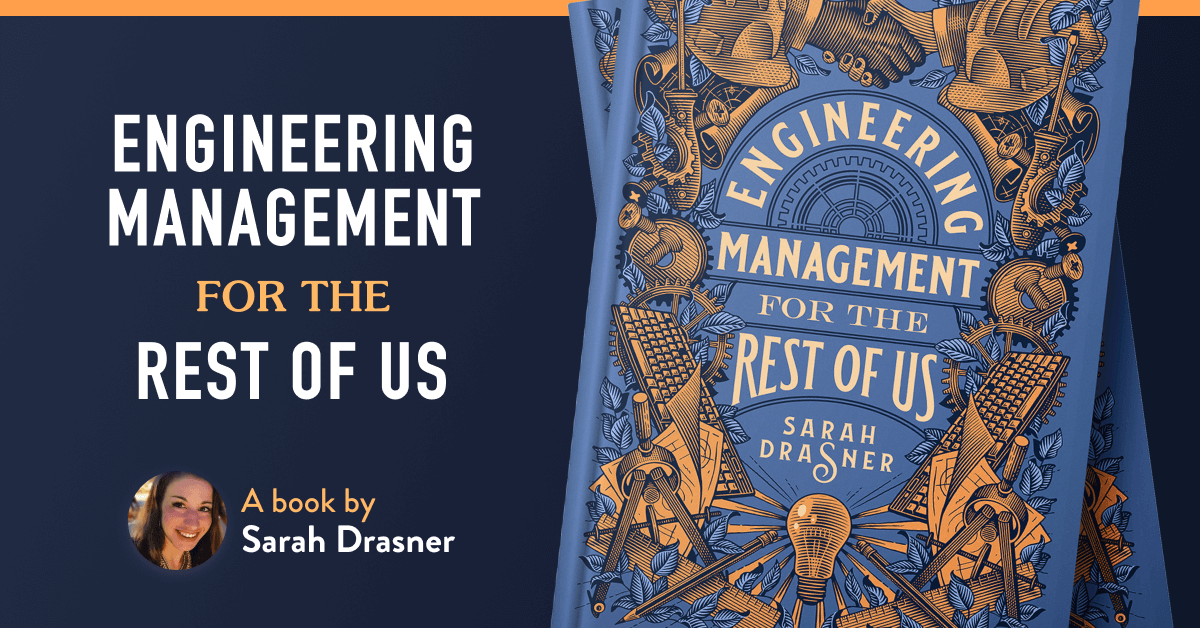 ENGINEERING
MANAGEMENT
FOR THE
REST OF US
A book by
Sarah Drasner
ENGINEERING
MANAGEMENT
FOR THE
REST OF US
SARAH
DRASNER